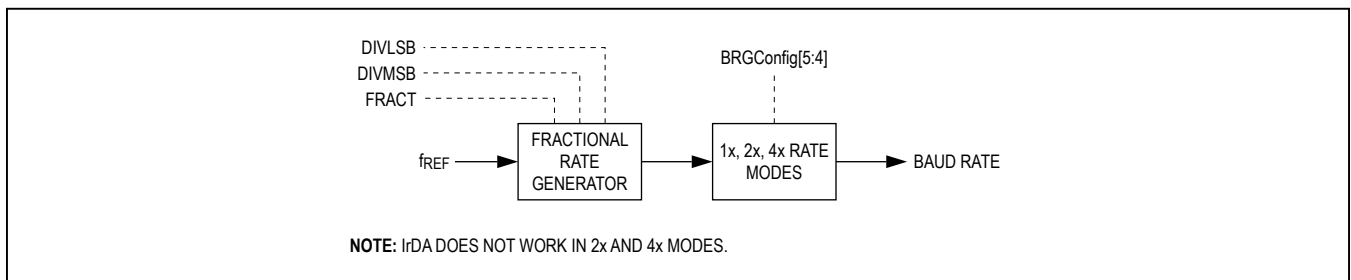 DIVLSB
DIVMSB
FRACT
BRGConfig[5:4]
fREF
FRACTIONAL
RATE
GENERATOR
1x, 2x, 4x RATE
MODES
BAUD RATE
NOTE: IrDA DOES NOT WORK IN 2x AND 4x MODES.